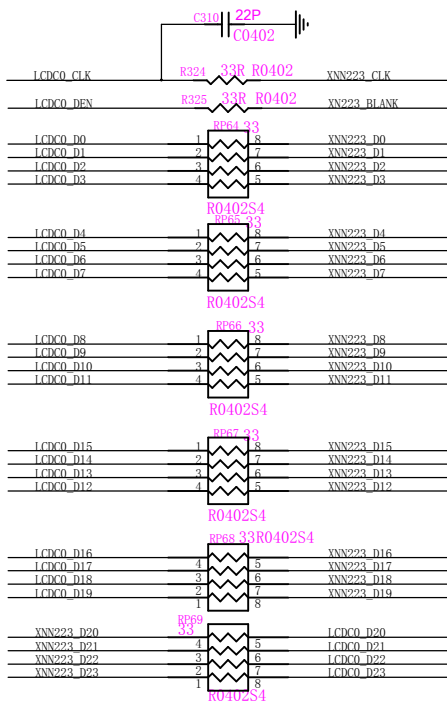 C310 22P
C0402
LCDC0_CLK R324 33R R0402 XNN223_CLK
LCDC0_DEN R325 33R R0402 XN223_BLANK
RP64 33
LCDC0_D0 1 8 XNN223_D0
LCDC0_D1 2 7 XNN223_D1
LCDC0_D2 3 6 XNN223_D2
LCDC0_D3 4 5 XNN223_D3
R0402S4
RP65 33
LCDC0_D4 1 8 XNN223_D4
LCDC0_D5 2 7 XNN223_D5
LCDC0_D6 3 6 XNN223_D6
LCDC0_D7 4 5 XNN223_D7
R0402S4
RP66 33
LCDC0_D8 1 8 XNN223_D8
LCDC0_D9 2 7 XNN223_D9
LCDC0_D10 3 6 XNN223_D10
LCDC0_D11 4 5 XNN223_D11
R0402S4
RP67 33
LCDC0_D15 1 8 XNN223_D15
LCDC0_D14 2 7 XNN223_D14
LCDC0_D13 3 6 XNN223_D13
LCDC0_D12 4 5 XNN223_D12
R0402S4
RP68 33R0402S4
LCDC0_D16 XNN223_D16
LCDC0_D17 4 5 XNN223_D17
LCDC0_D18 3 6 XNN223_D18
LCDC0_D19 2 7 XNN223_D19
1 8
RP69
33
XNN223_D20 LCDC0_D20
XNN223_D21 4 5 LCDC0_D21
XNN223_D22 3 6 LCDC0_D22
XNN223_D23 2 7 LCDC0_D23
1 8
R0402S4